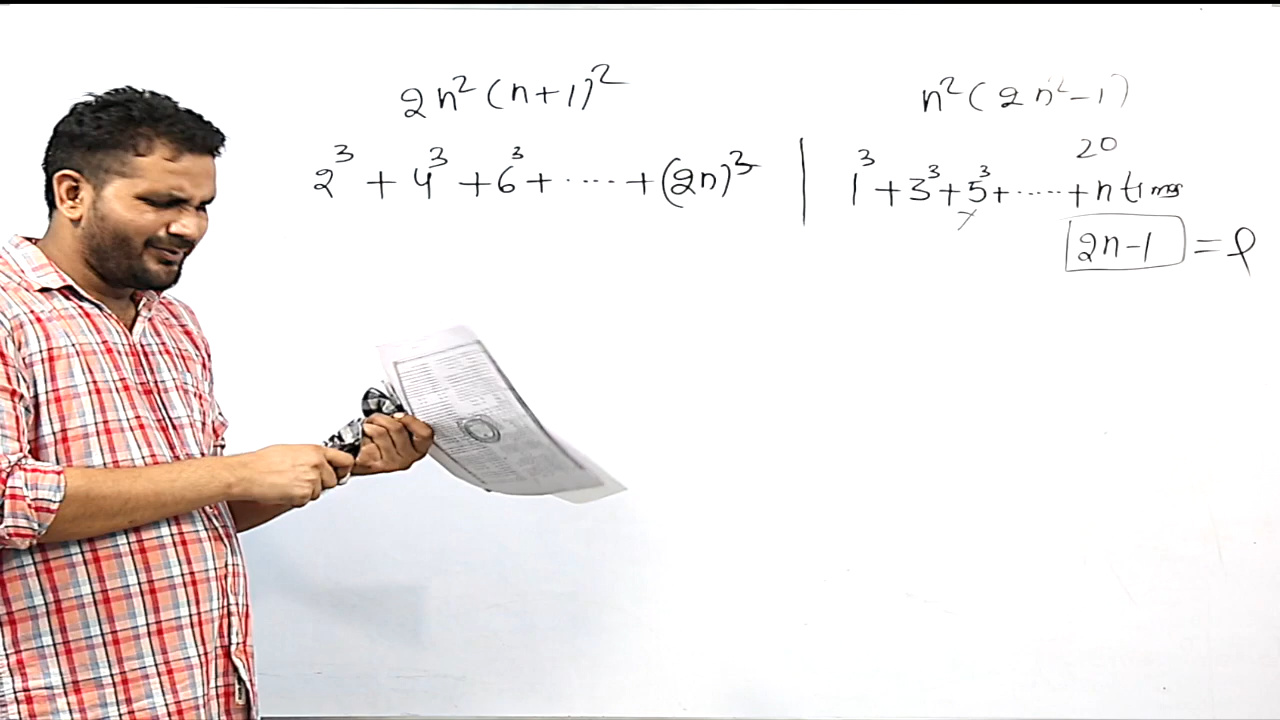 2n²(n+1)²
2³ + 4³ + 6³ + ..... + (2n)³
n²(2n²-1)
20
1³ + 3³ + 5³ + ..... + n times
2n-1 = l